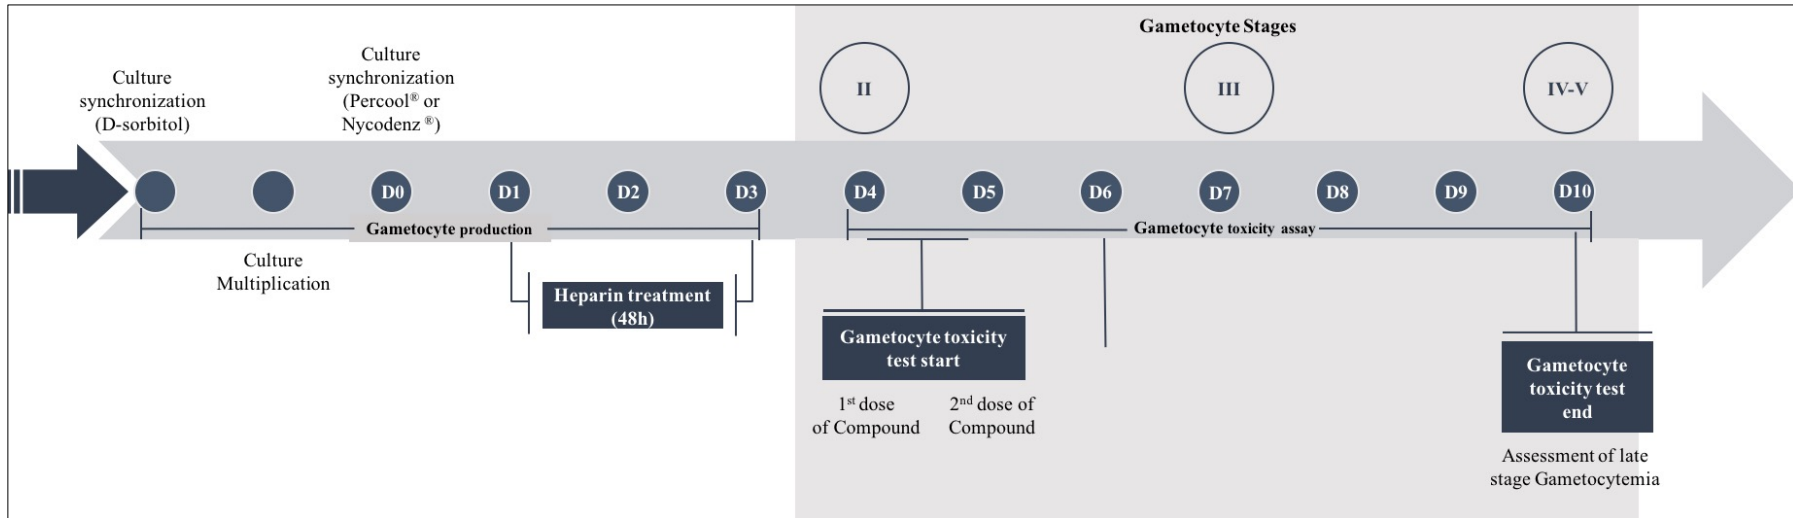 Gametocyte Stages
Culture
synchronization
(D-sorbitol)
Culture
synchronization
(Percool® or
Nycodenz ®)
II
III
IV-V
D0
D1
D2
D3
D4
D5
D6
D7
D8
D9
D10
Gametocyte production
Gametocyte toxicity assay
Culture
Multiplication
Heparin treatment
(48h)
Gametocyte toxicity
test start
1st dose
of Compound
2nd dose of
Compound
Gametocyte
toxicity test
end
Assessment of late
stage Gametocytemia